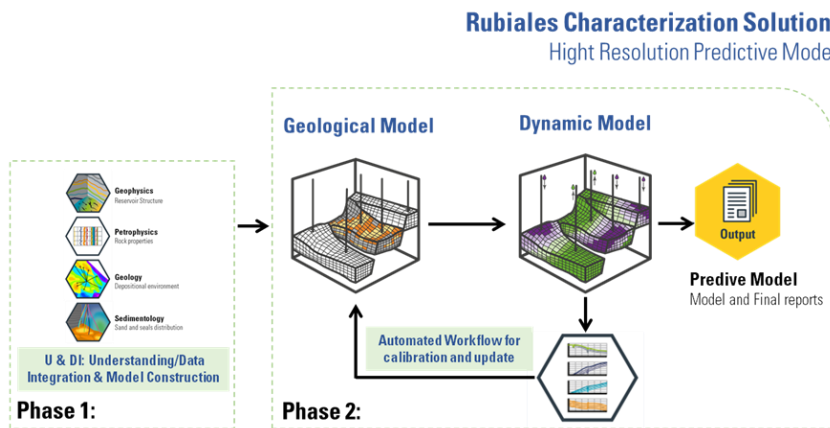 Rubiales Characterization Solution
Hight Resolution Predictive Mode
Geological Model
Dynamic Model
Geophysics
Reservoir Structure
Petrophysics
Rock properties
Geology
Depositional environment
Sedimentology
Sand and seals distribution
U & DI: Understanding/Data
Integration & Model Construction
Phase 1:
Output
Predive Model
Model and Final reports
Automated Workflow for
calibration and update
Phase 2: